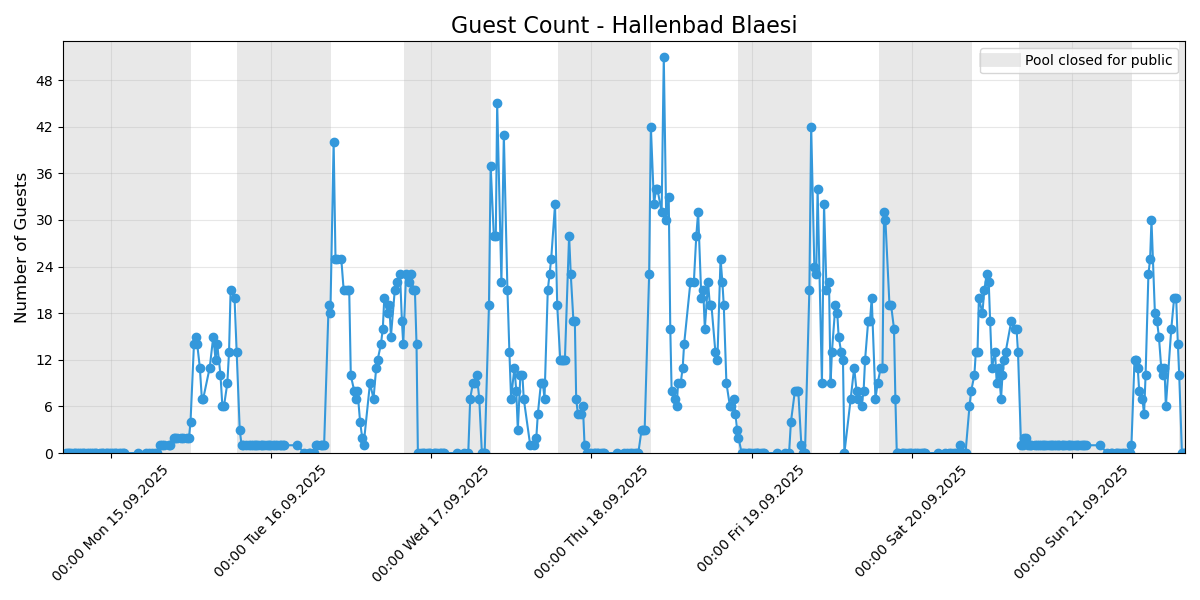 Guest Count - Hallenbad Blaesi
Pool closed for public
Number of Guests
48
42
36
30
24
18
12
6
0
00:00 Mon 15.09.2025
00:00 Tue 16.09.2025
00:00 Wed 17.09.2025
00:00 Thu 18.09.2025
00:00 Fri 19.09.2025
00:00 Sat 20.09.2025
00:00 Sun 21.09.2025